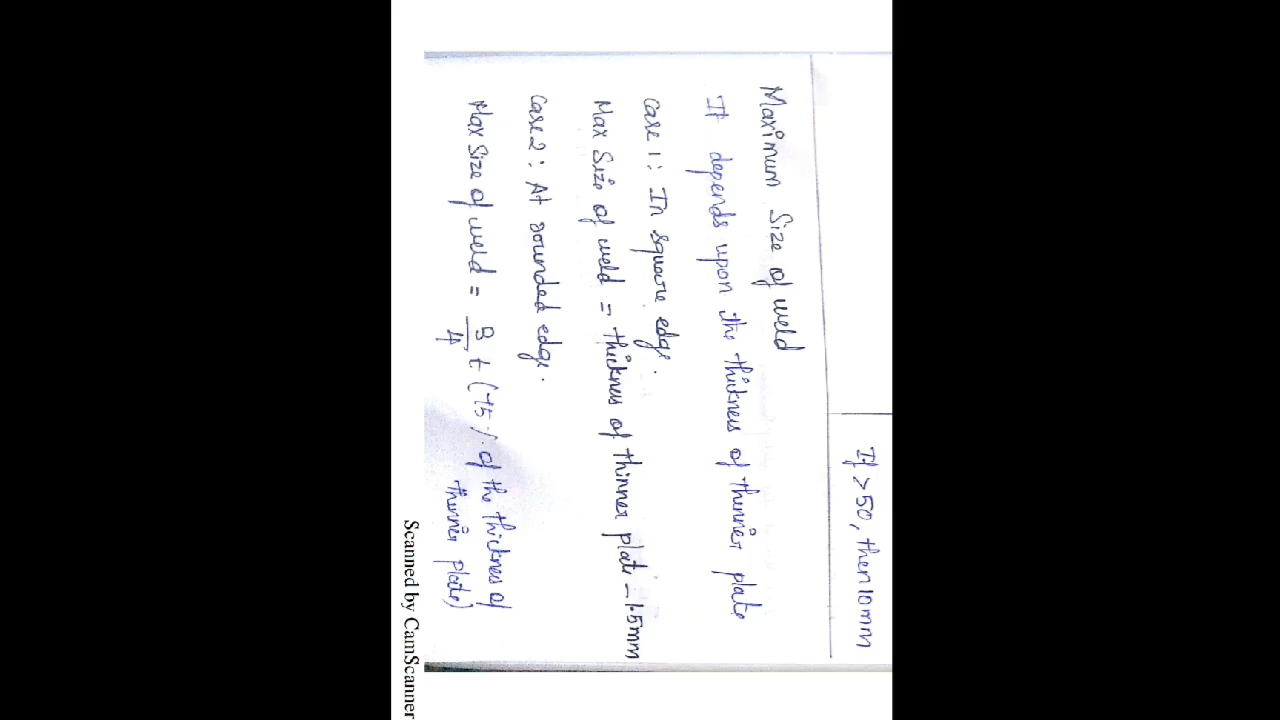 If >50, then 10mm
Maximum Size of weld
It depends upon the thickness of thinner plate
Case 1: In square edge.
Max Size of weld = thickness of thinner plate - 1.5mm
Case 2: At rounded edge.
Max Size of weld = 3/4 t (75% of the thickness of
thinner plate)
Scanned by CamScanner